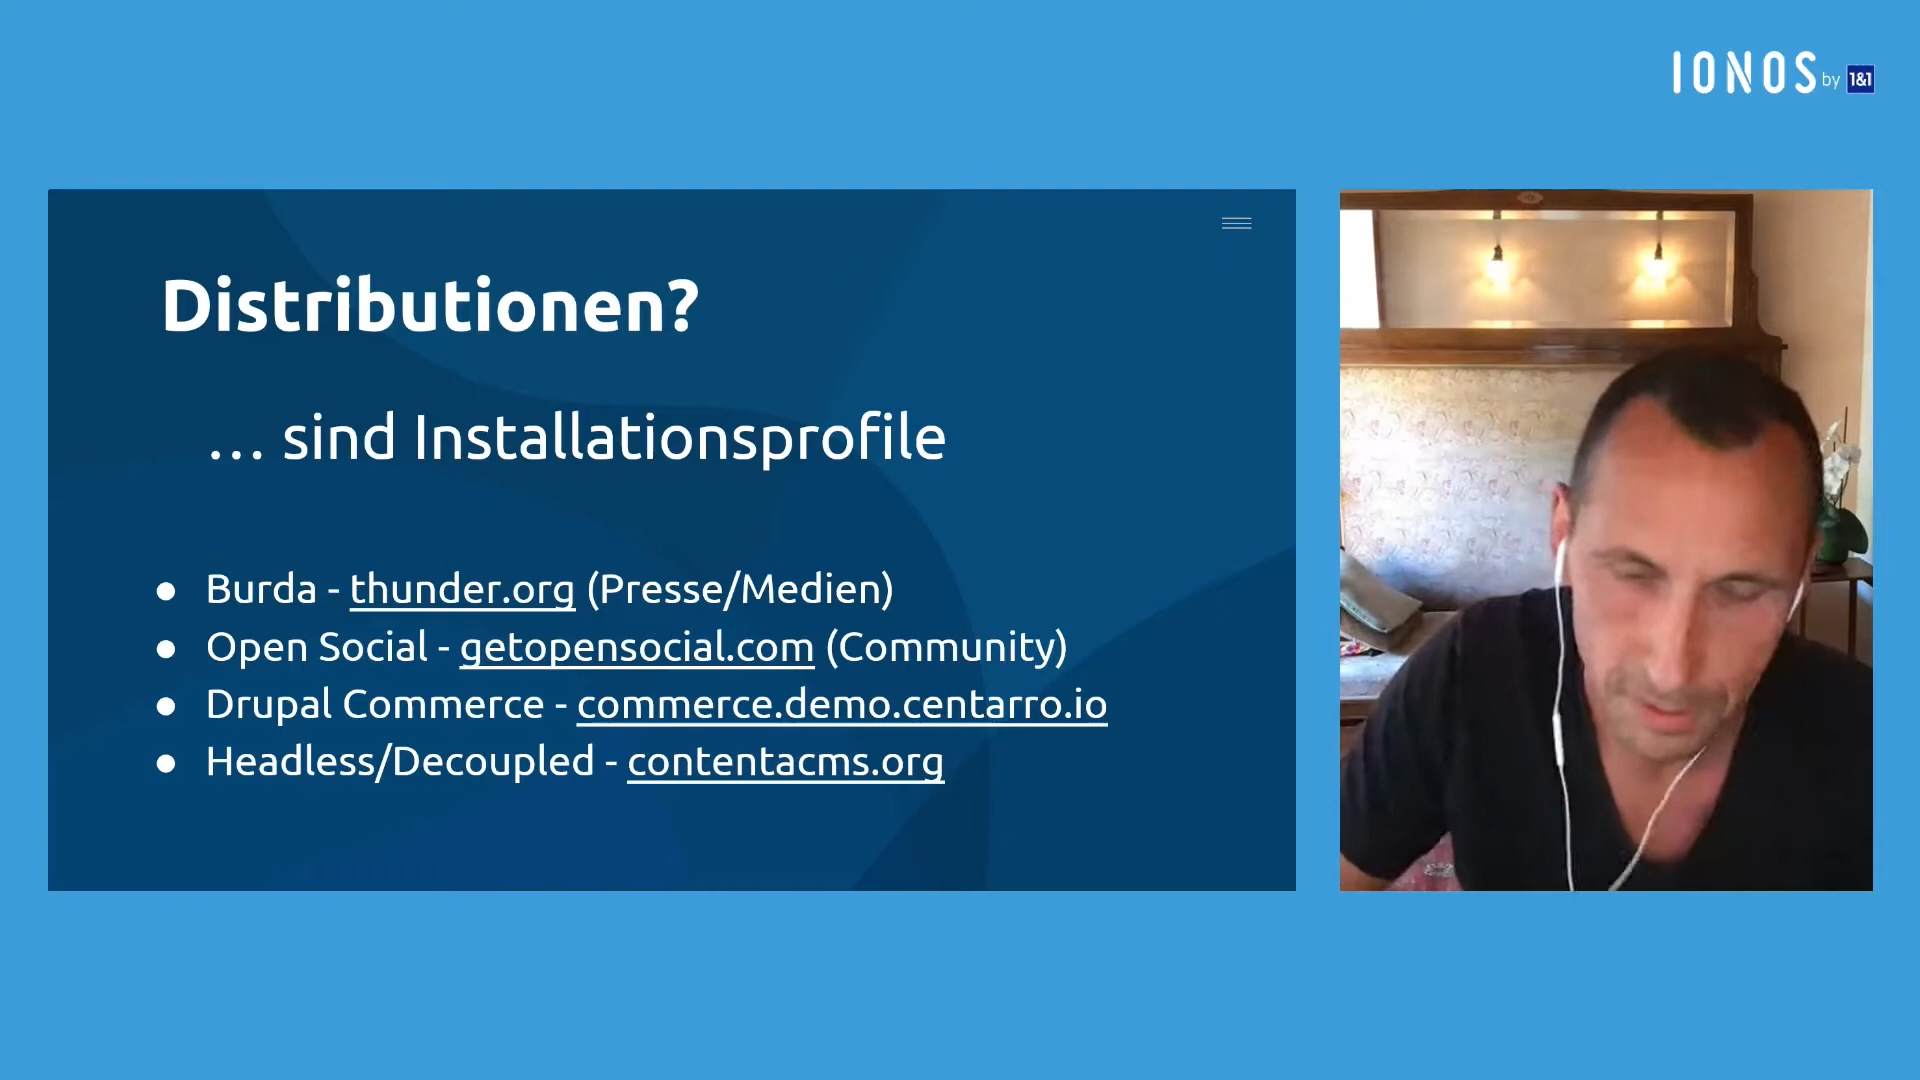 IONOS by 1&1
Distributionen?
... sind Installationsprofile
● Burda - thunder.org (Presse/Medien)
● Open Social - getopensocial.com (Community)
● Drupal Commerce - commerce.demo.centarro.io
● Headless/Decoupled - contentacms.org